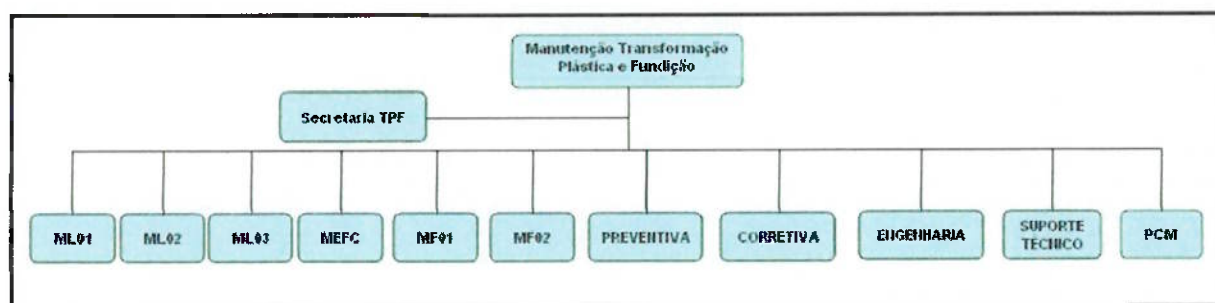 Manutenção Transformação
Plástica e Fundição
Secretaria TPF
ML01
ML02
ML03
MEFC
MF01
MF02
PREVENTIVA
CORRETIVA
ENGENHARIA
SUPORTE
TÉCNICO
PCM